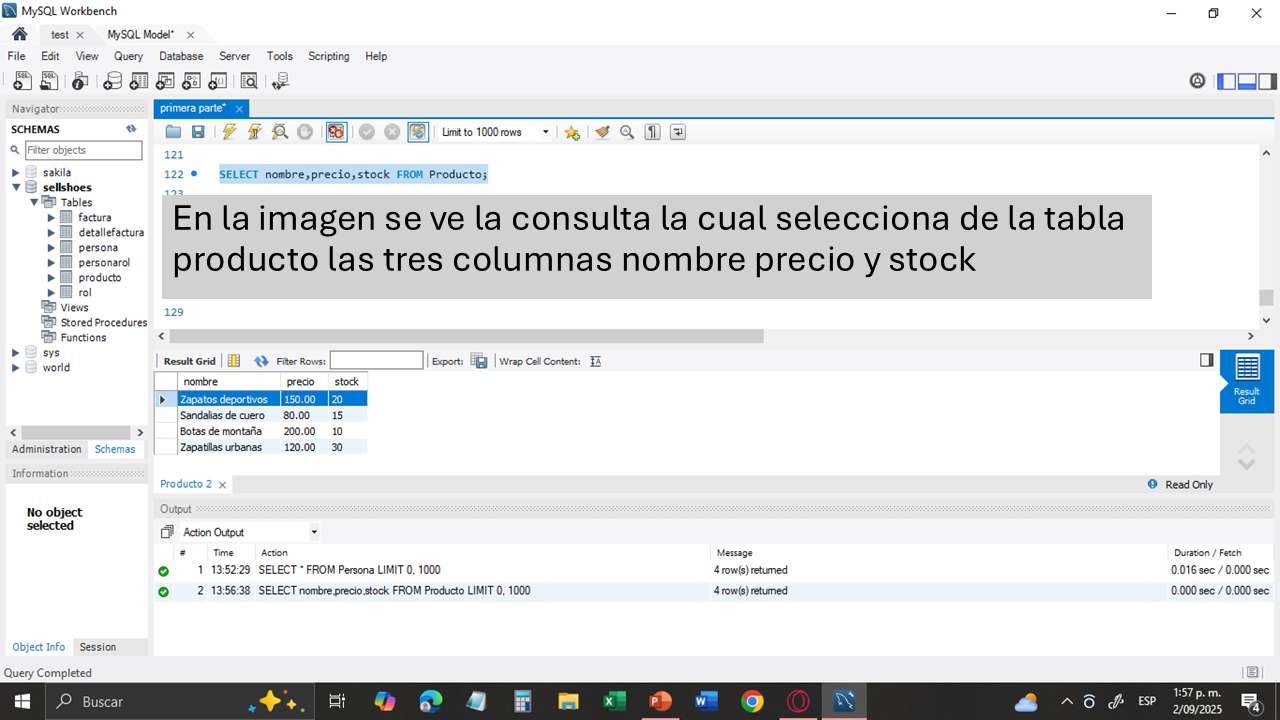 MySQL Workbench
test
MySQL Model*
File Edit View Query Database Server Tools Scripting Help
Navigator
SCHEMAS
Filter objects
sakila
sellshoes
Tables
factura
detallefactura
persona
personarol
producto
rol
Views
Stored Procedures
Functions
sys
world
Administration Schemas
Information
No object
selected
Object Info Session
primera parte*
Limit to 1000 rows
121
122 SELECT nombre,precio,stock FROM Producto;
123
En la imagen se ve la consulta la cual selecciona de la tabla
producto las tres columnas nombre precio y stock
129
Result Grid Filter Rows: Export: Wrap Cell Content:
nombre precio stock
Zapatos deportivos 150.00 20
Sandalias de cuero 80.00 15
Botas de montaña 200.00 10
Zapatillas urbanas 120.00 30
Result
Grid
Producto 2
Read Only
Output
Action Output
# Time Action Message Duration / Fetch
1 13:52:29 SELECT * FROM Persona LIMIT 0, 1000 4 row(s) returned 0.016 sec / 0.000 sec
2 13:56:38 SELECT nombre,precio,stock FROM Producto LIMIT 0, 1000 4 row(s) returned 0.000 sec / 0.000 sec
Query Completed
Buscar
ESP
1:57 p. m.
2/09/2025
4